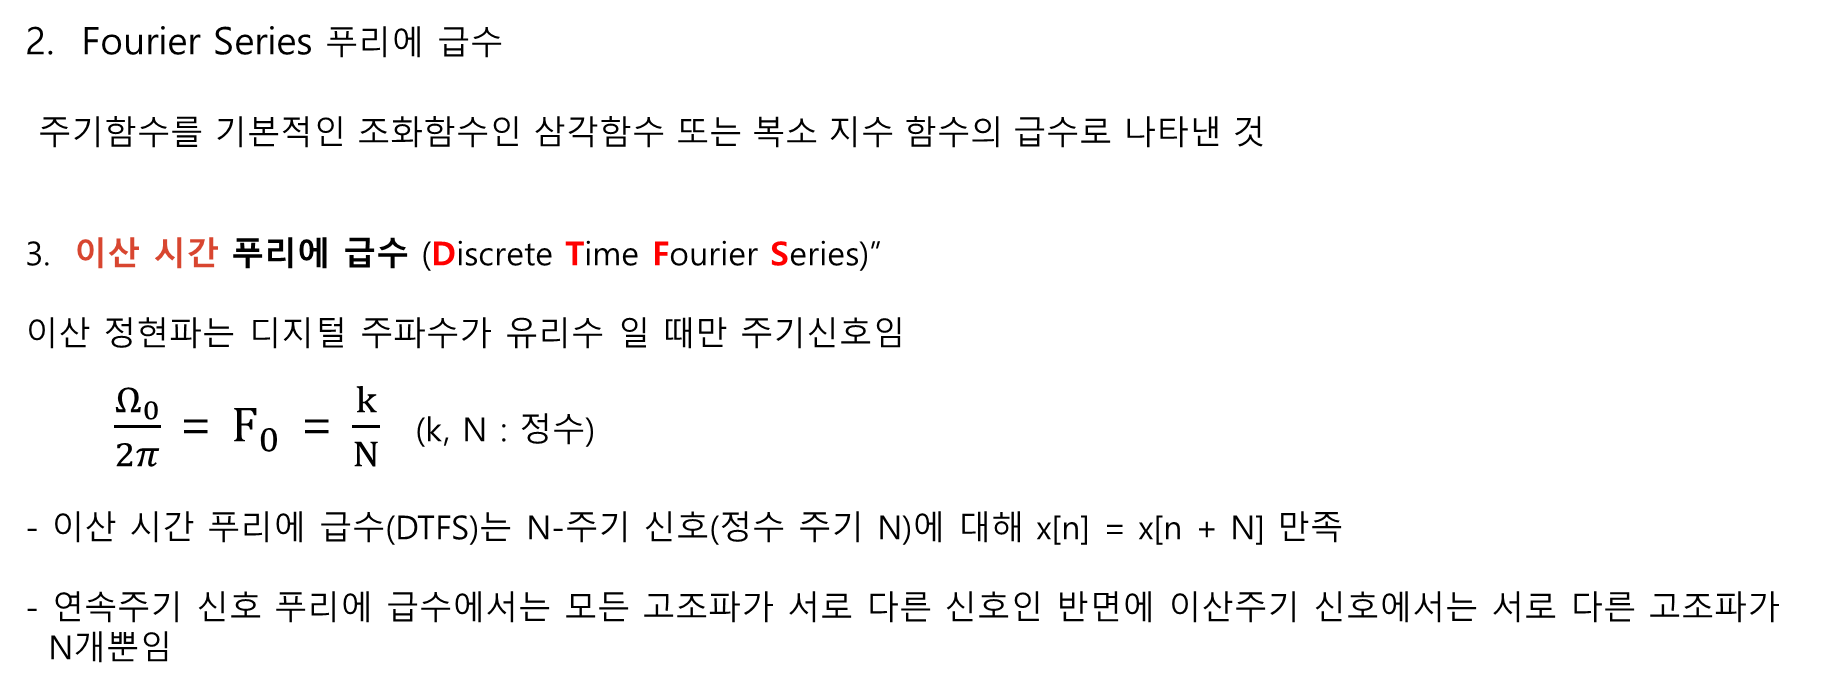 2. Fourier Series 푸리에 급수
주기함수를 기본적인 조화함수인 삼각함수 또는 복소 지수 함수의 급수로 나타낸 것
3. 이산 시간 푸리에 급수 (Discrete Time Fourier Series)”
이산 정현파는 디지털 주파수가 유리수 일 때만 주기신호임
Ω₀/2π = F₀ = k/N (k, N : 정수)
- 이산 시간 푸리에 급수(DTFS)는 N-주기 신호(정수 주기 N)에 대해 x[n] = x[n + N] 만족
- 연속주기 신호 푸리에 급수에서는 모든 고조파가 서로 다른 신호인 반면에 이산주기 신호에서는 서로 다른 고조파가
N개뿐임